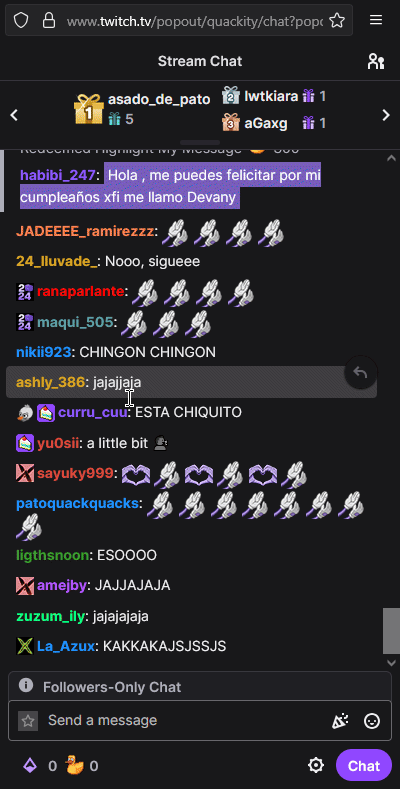 www.twitch.tv/popout/quackity/chat?popo
Stream Chat
1 asado_de_pato 5
2 lwtkiara 1
3 aGaxg 1
Redeemed Highlight My Message 300
habibi_247: Hola , me puedes felicitar por mi
cumpleaños xfi me llamo Devany
JADEEEE_ramirezzz:
24_lluvade_: Nooo, sigueee
ranaparlante:
maqui_505:
nikii923: CHINGON CHINGON
ashly_386: jajajjaja
curru_cuu: ESTA CHIQUITO
yu0sii: a little bit
sayuky999:
patoquackquacks:
ligthsnoon: ESOOOO
amejby: JAJJAJAJA
zuzum_ily: jajajajaja
La_Azux: KAKKAKAJSJSSJS
Followers-Only Chat
Send a message
0 0
Chat